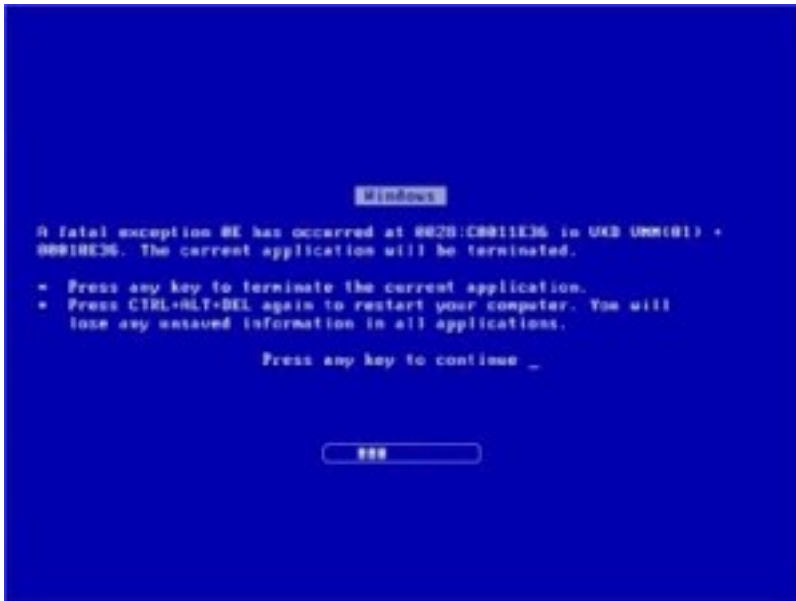 Windows
A fatal exception 0E has occurred at 0028:C0011E36 in VXD VMM(01) +
00010E36. The current application will be terminated.
* Press any key to terminate the current application.
* Press CTRL+ALT+DEL again to restart your computer. You will
lose any unsaved information in all applications.
Press any key to continue _